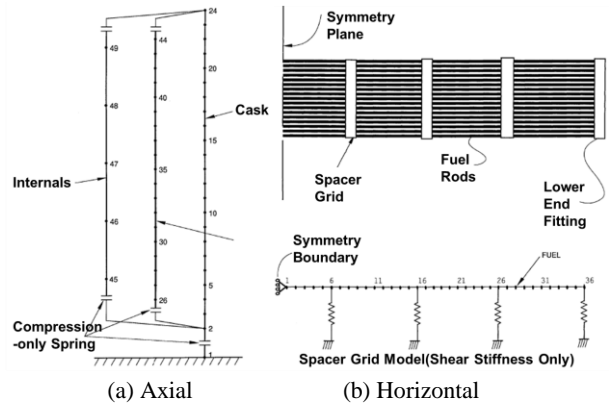 24
49
44
20
Cask
48
40
15
35
Internals
47
10
30
46
5
45
26
2
Compression
-only Spring
1
(a) Axial
Symmetry
Plane
Spacer
Grid
Fuel
Rods
Lower
End
Fitting
Symmetry
Boundary
FUEL
1 6 11 16 21 26 28 31 36
Spacer Grid Model(Shear Stiffness Only)
(b) Horizontal